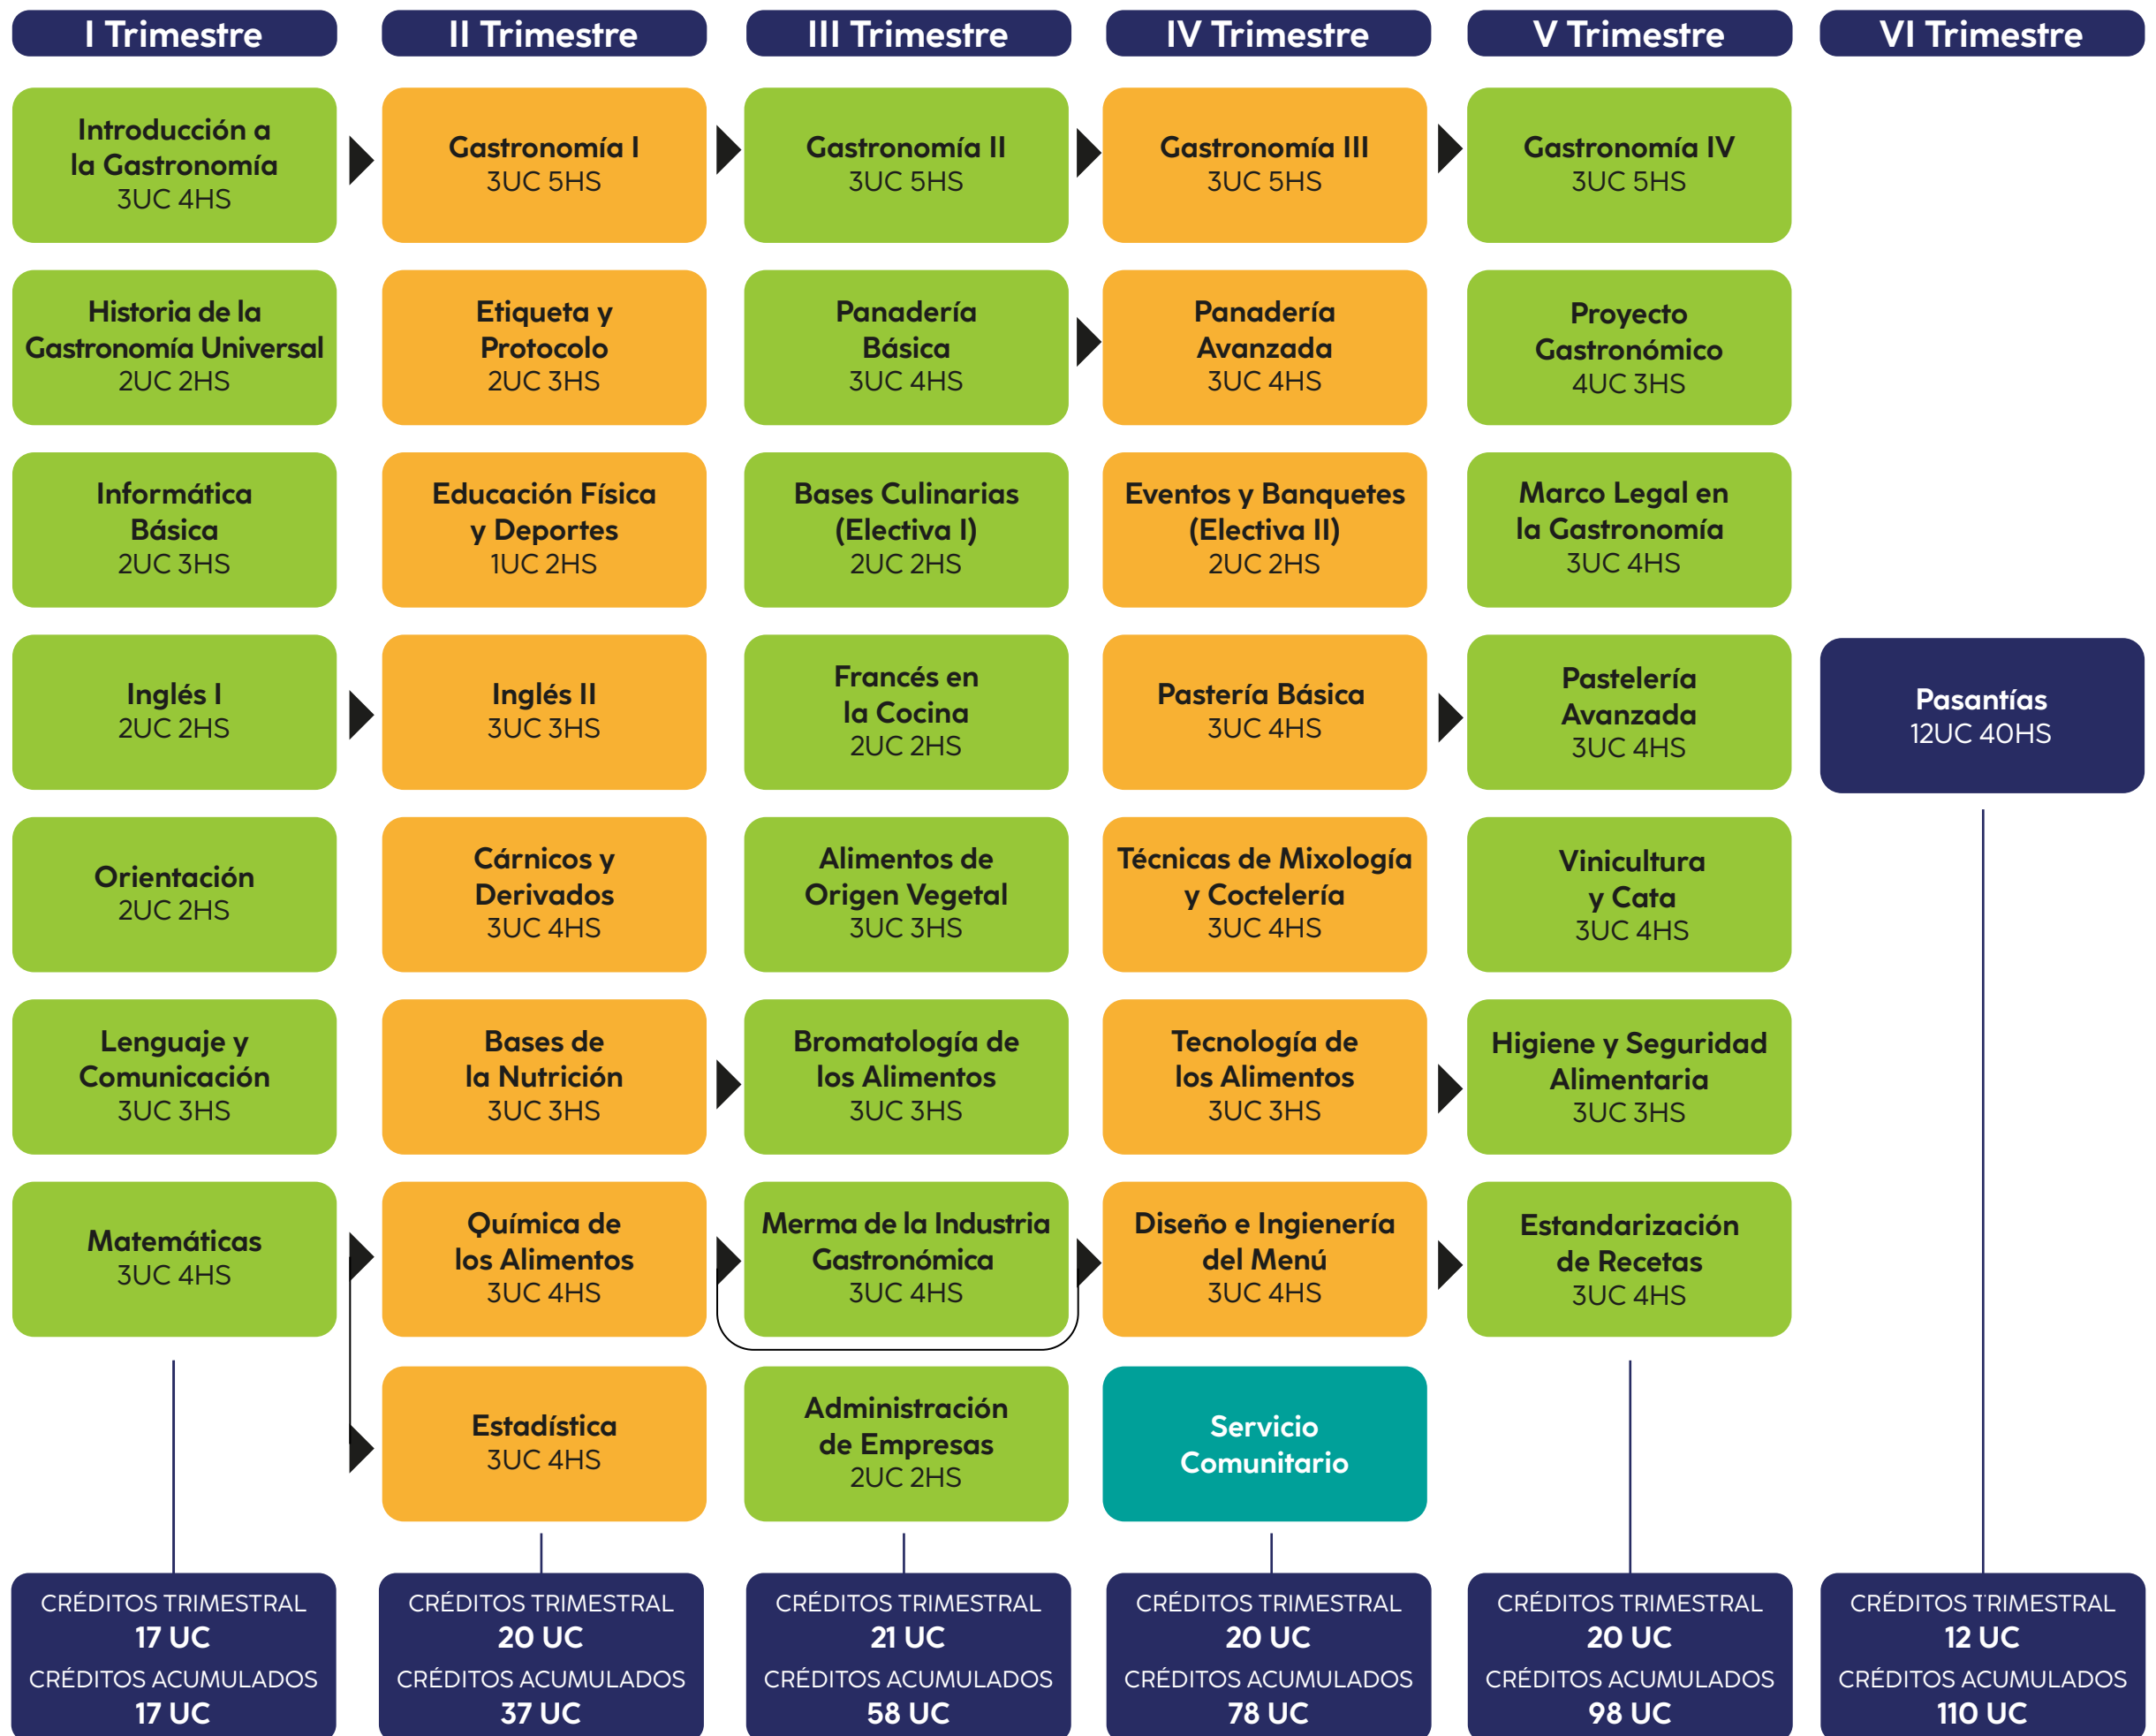 I Trimestre
Introducción a
la Gastronomía
3UC 4HS
Historia de la
Gastronomía Universal
2UC 2HS
Informática
Básica
2UC 3HS
Inglés I
2UC 2HS
Orientación
2UC 2HS
Lenguaje y
Comunicación
3UC 3HS
Matemáticas
3UC 4HS
CRÉDITOS TRIMESTRAL
17 UC
CRÉDITOS ACUMULADOS
17 UC
II Trimestre
Gastronomía I
3UC 5HS
Etiqueta y
Protocolo
2UC 3HS
Educación Física
y Deportes
1UC 2HS
Inglés II
3UC 3HS
Cárnicos y
Derivados
3UC 4HS
Bases de
la Nutrición
3UC 3HS
Química de
los Alimentos
3UC 4HS
Estadística
3UC 4HS
CRÉDITOS TRIMESTRAL
20 UC
CRÉDITOS ACUMULADOS
37 UC
III Trimestre
Gastronomía II
3UC 5HS
Panadería
Básica
3UC 4HS
Bases Culinarias
(Electiva I)
2UC 2HS
Francés en
la Cocina
2UC 2HS
Alimentos de
Origen Vegetal
3UC 3HS
Bromatología de
los Alimentos
3UC 3HS
Merma de la Industria
Gastronómica
3UC 4HS
Administración
de Empresas
2UC 2HS
CRÉDITOS TRIMESTRAL
21 UC
CRÉDITOS ACUMULADOS
58 UC
IV Trimestre
Gastronomía III
3UC 5HS
Panadería
Avanzada
3UC 4HS
Eventos y Banquetes
(Electiva II)
2UC 2HS
Pastería Básica
3UC 4HS
Técnicas de Mixología
y Coctelería
3UC 4HS
Tecnología de
los Alimentos
3UC 3HS
Diseño e Ingienería
del Menú
3UC 4HS
Servicio
Comunitario
CRÉDITOS TRIMESTRAL
20 UC
CRÉDITOS ACUMULADOS
78 UC
V Trimestre
Gastronomía IV
3UC 5HS
Proyecto
Gastronómico
4UC 3HS
Marco Legal en
la Gastronomía
3UC 4HS
Pastelería
Avanzada
3UC 4HS
Vinicultura
y Cata
3UC 4HS
Higiene y Seguridad
Alimentaria
3UC 3HS
Estandarización
de Recetas
3UC 4HS
CRÉDITOS TRIMESTRAL
20 UC
CRÉDITOS ACUMULADOS
98 UC
VI Trimestre
Pasantías
12UC 40HS
CRÉDITOS TRIMESTRAL
12 UC
CRÉDITOS ACUMULADOS
110 UC